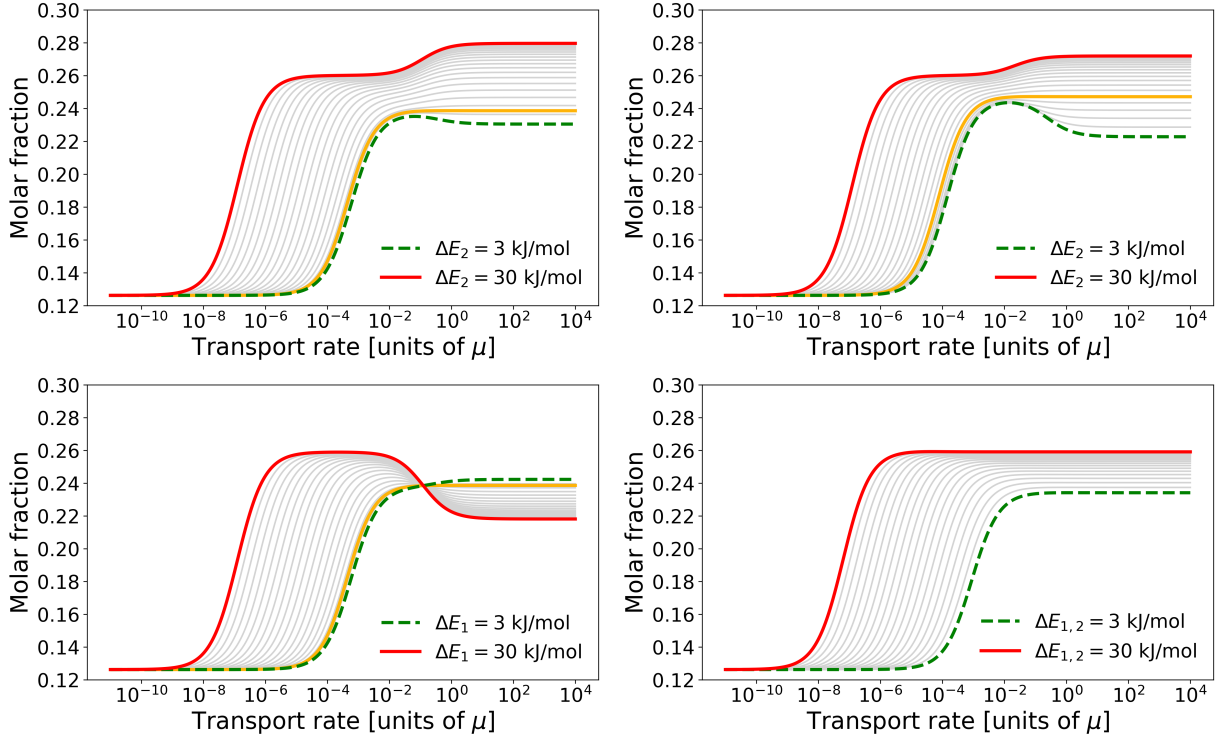 0.30
0.28
0.26
0.24
0.22
0.20
0.18
0.16
0.14
0.12
Molar fraction
ΔE₂ = 3 kJ/mol
ΔE₂ = 30 kJ/mol
10⁻¹⁰ 10⁻⁸ 10⁻⁶ 10⁻⁴ 10⁻² 10⁰ 10² 10⁴
Transport rate [units of μ]
0.30
0.28
0.26
0.24
0.22
0.20
0.18
0.16
0.14
0.12
Molar fraction
ΔE₂ = 3 kJ/mol
ΔE₂ = 30 kJ/mol
10⁻¹⁰ 10⁻⁸ 10⁻⁶ 10⁻⁴ 10⁻² 10⁰ 10² 10⁴
Transport rate [units of μ]
0.30
0.28
0.26
0.24
0.22
0.20
0.18
0.16
0.14
0.12
Molar fraction
ΔE₁ = 3 kJ/mol
ΔE₁ = 30 kJ/mol
10⁻¹⁰ 10⁻⁸ 10⁻⁶ 10⁻⁴ 10⁻² 10⁰ 10² 10⁴
Transport rate [units of μ]
0.30
0.28
0.26
0.24
0.22
0.20
0.18
0.16
0.14
0.12
Molar fraction
ΔE₁,₂ = 3 kJ/mol
ΔE₁,₂ = 30 kJ/mol
10⁻¹⁰ 10⁻⁸ 10⁻⁶ 10⁻⁴ 10⁻² 10⁰ 10² 10⁴
Transport rate [units of μ]